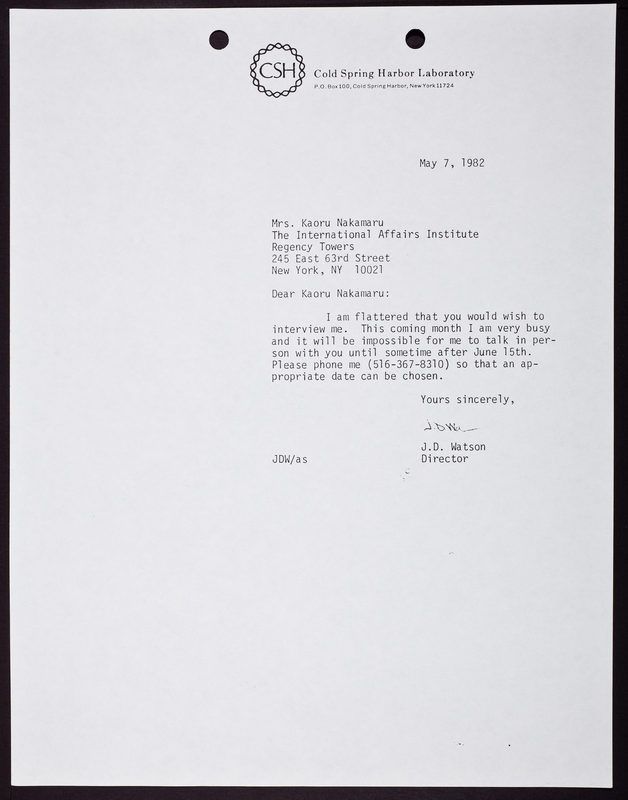 CSH
Cold Spring Harbor Laboratory
P.O. Box 100, Cold Spring Harbor, New York 11724
May 7, 1982
Mrs. Kaoru Nakamaru
The International Affairs Institute
Regency Towers
245 East 63rd Street
New York, NY 10021
Dear Kaoru Nakamaru:
I am flattered that you would wish to
interview me. This coming month I am very busy
and it will be impossible for me to talk in per-
son with you until sometime after June 15th.
Please phone me (516-367-8310) so that an ap-
propriate date can be chosen.
Yours sincerely,
J.D. Watson
JDW/as
Director